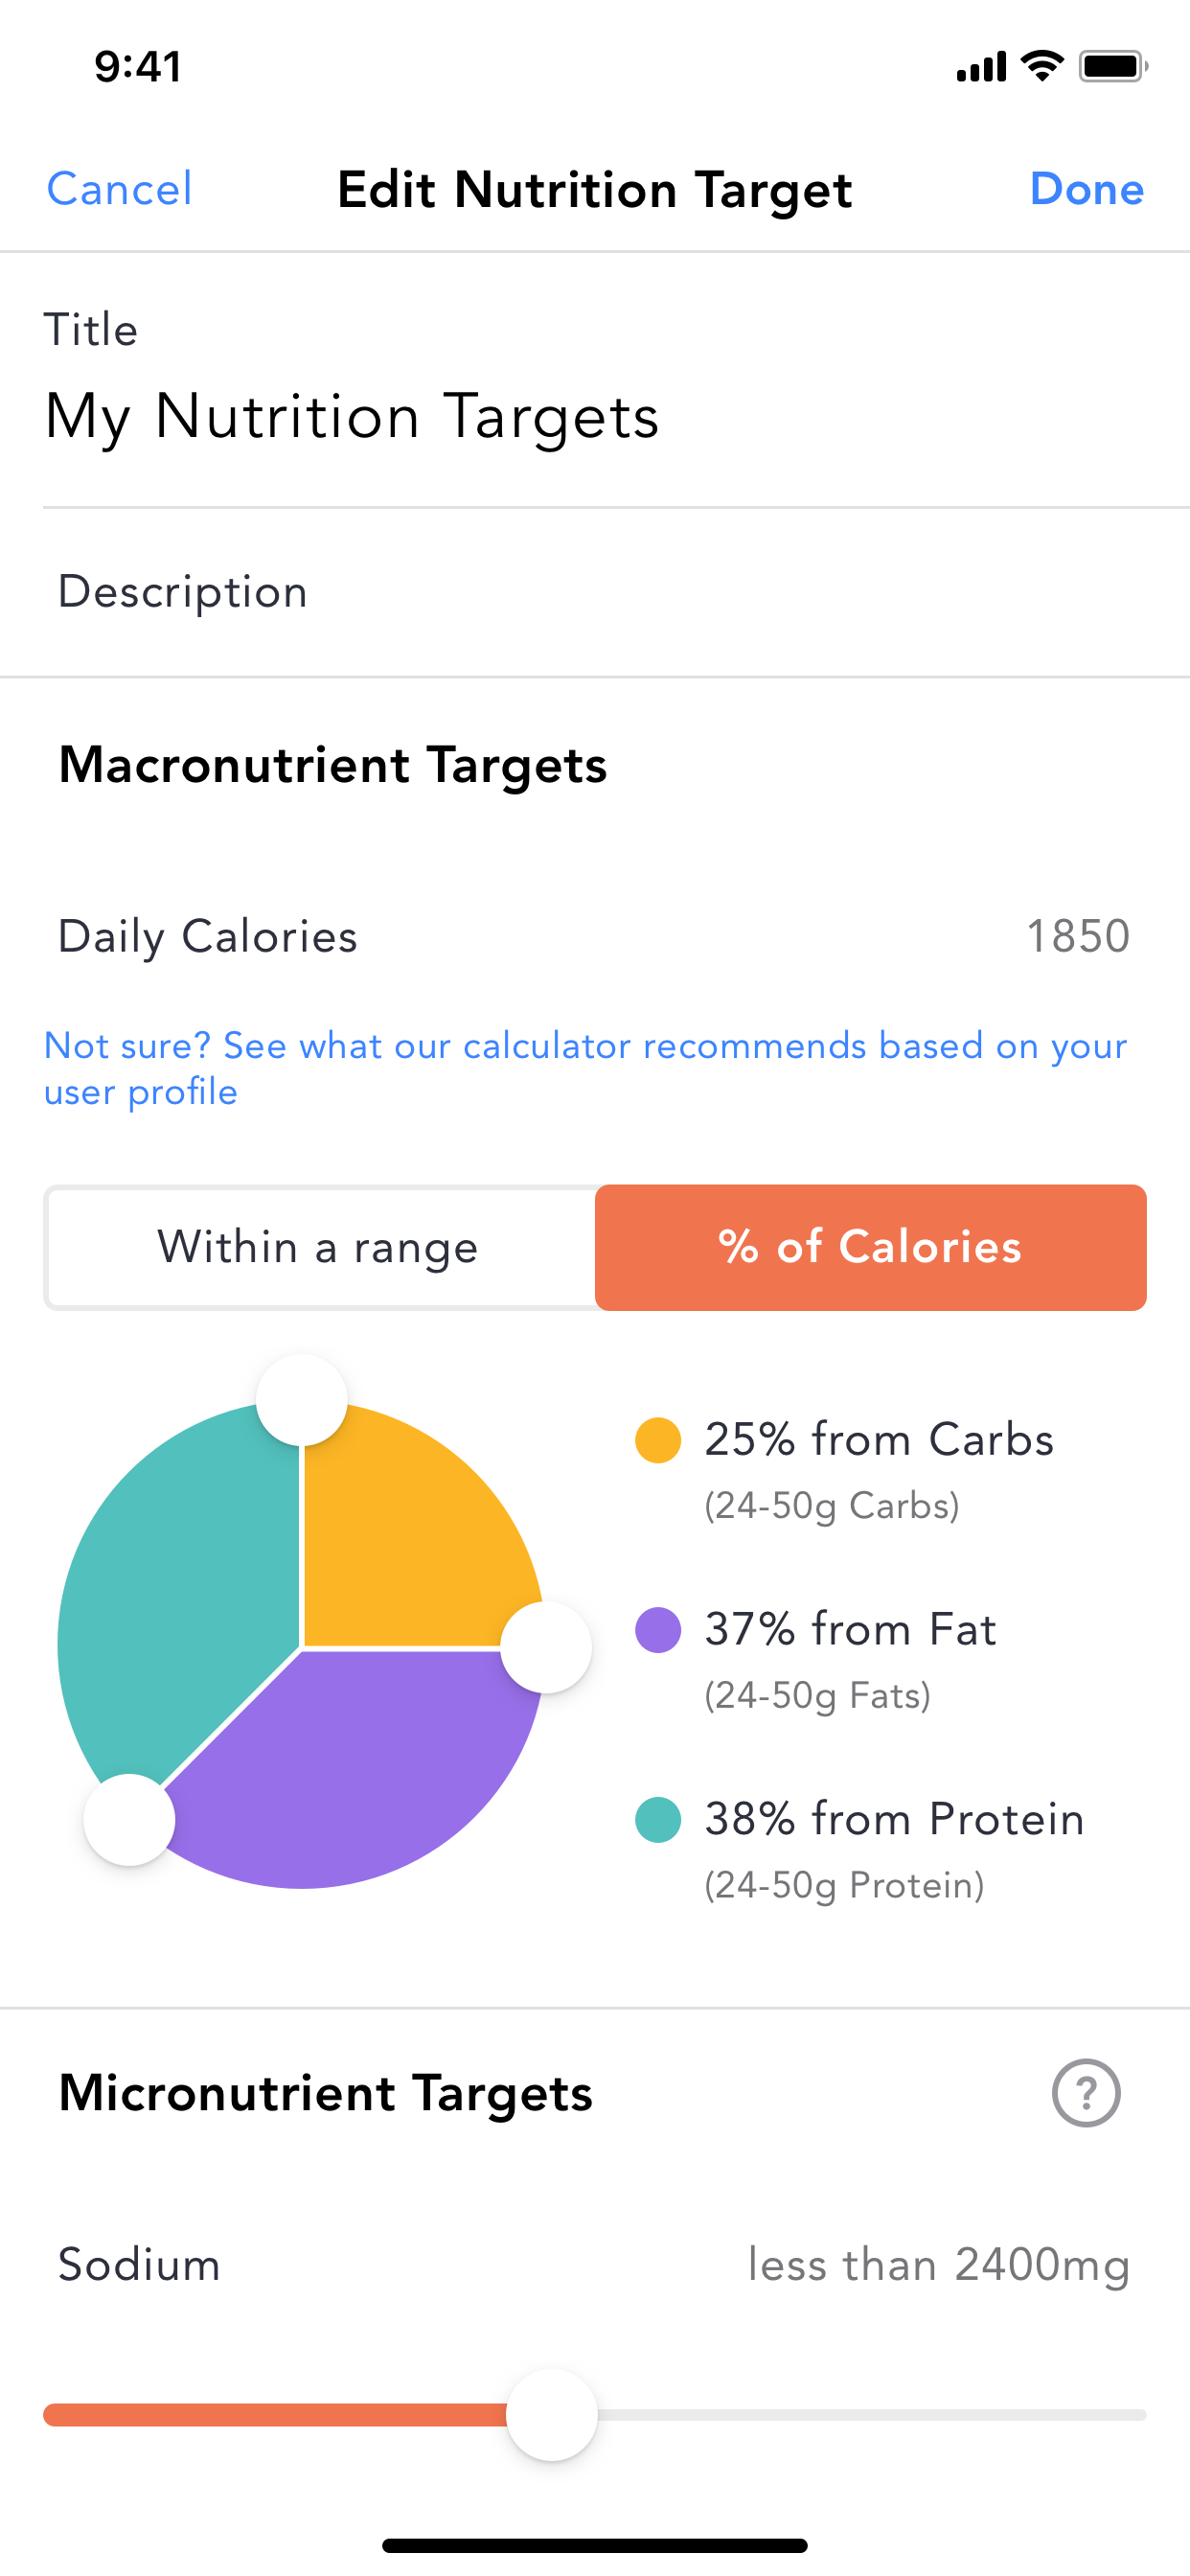 9:41
Cancel
Edit Nutrition Target
Done
Title
My Nutrition Targets
Description
Macronutrient Targets
Daily Calories
1850
Not sure? See what our calculator recommends based on your
user profile
Within a range
% of Calories
25% from Carbs
(24-50g Carbs)
37% from Fat
(24-50g Fats)
38% from Protein
(24-50g Protein)
Micronutrient Targets
?
Sodium
less than 2400mg